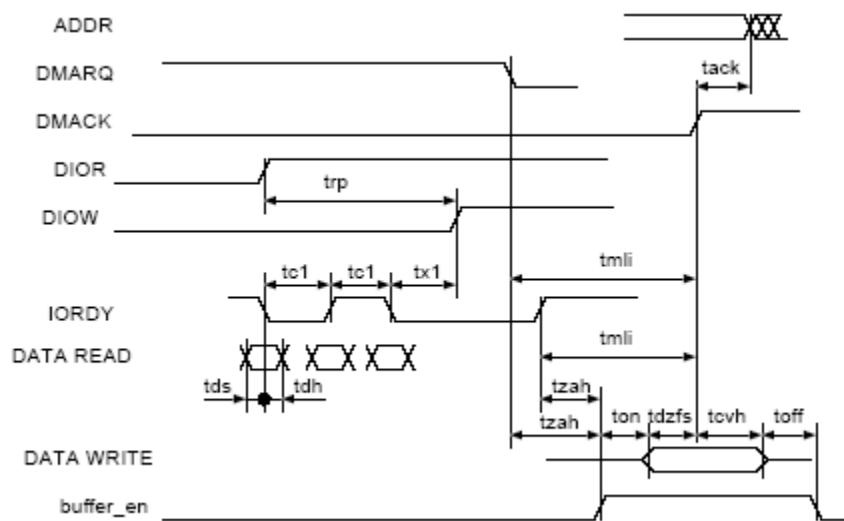 ADDR
DMARQ
tack
DMACK
DIOR
trp
DIOW
tc1 tc1 tx1 tmli
IORDY
DATA READ
tmli
tds tdh tzah
tzah ton tdzfs tcvh toff
DATA WRITE
buffer_en